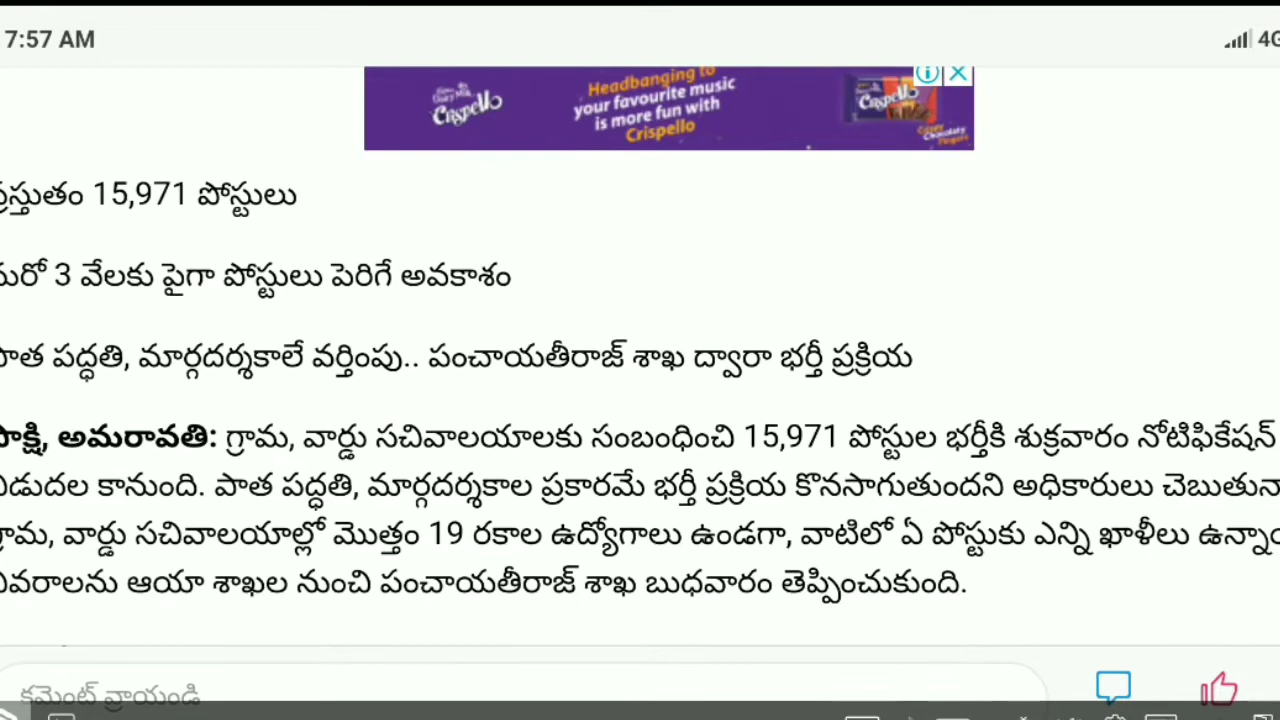 7:57 AM
4G
Crispello
Headbanging to
your favourite music
is more fun with
Crispello
Crispello
ప్రస్తుతం 15,971 పోస్టులు
మరో 3 వేలకు పైగా పోస్టులు పెరిగే అవకాశం
పాత పద్ధతి, మార్గదర్శకాలే వర్తింపు.. పంచాయతీరాజ్ శాఖ ద్వారా భర్తీ ప్రక్రియ
సాక్షి, అమరావతి: గ్రామ, వార్డు సచివాలయాలకు సంబంధించి 15,971 పోస్టుల భర్తీకి శుక్రవారం నోటిఫికేషన్
విడుదల కానుంది. పాత పద్ధతి, మార్గదర్శకాల ప్రకారమే భర్తీ ప్రక్రియ కొనసాగుతుందని అధికారులు చెబుతునా
గ్రామ, వార్డు సచివాలయాల్లో మొత్తం 19 రకాల ఉద్యోగాలు ఉండగా, వాటిలో ఏ పోస్టుకు ఎన్ని ఖాళీలు ఉన్నాయ
వివరాలను ఆయా శాఖల నుంచి పంచాయతీరాజ్ శాఖ బుధవారం తెప్పించుకుంది.
కమెంట్ వ్రాయండి